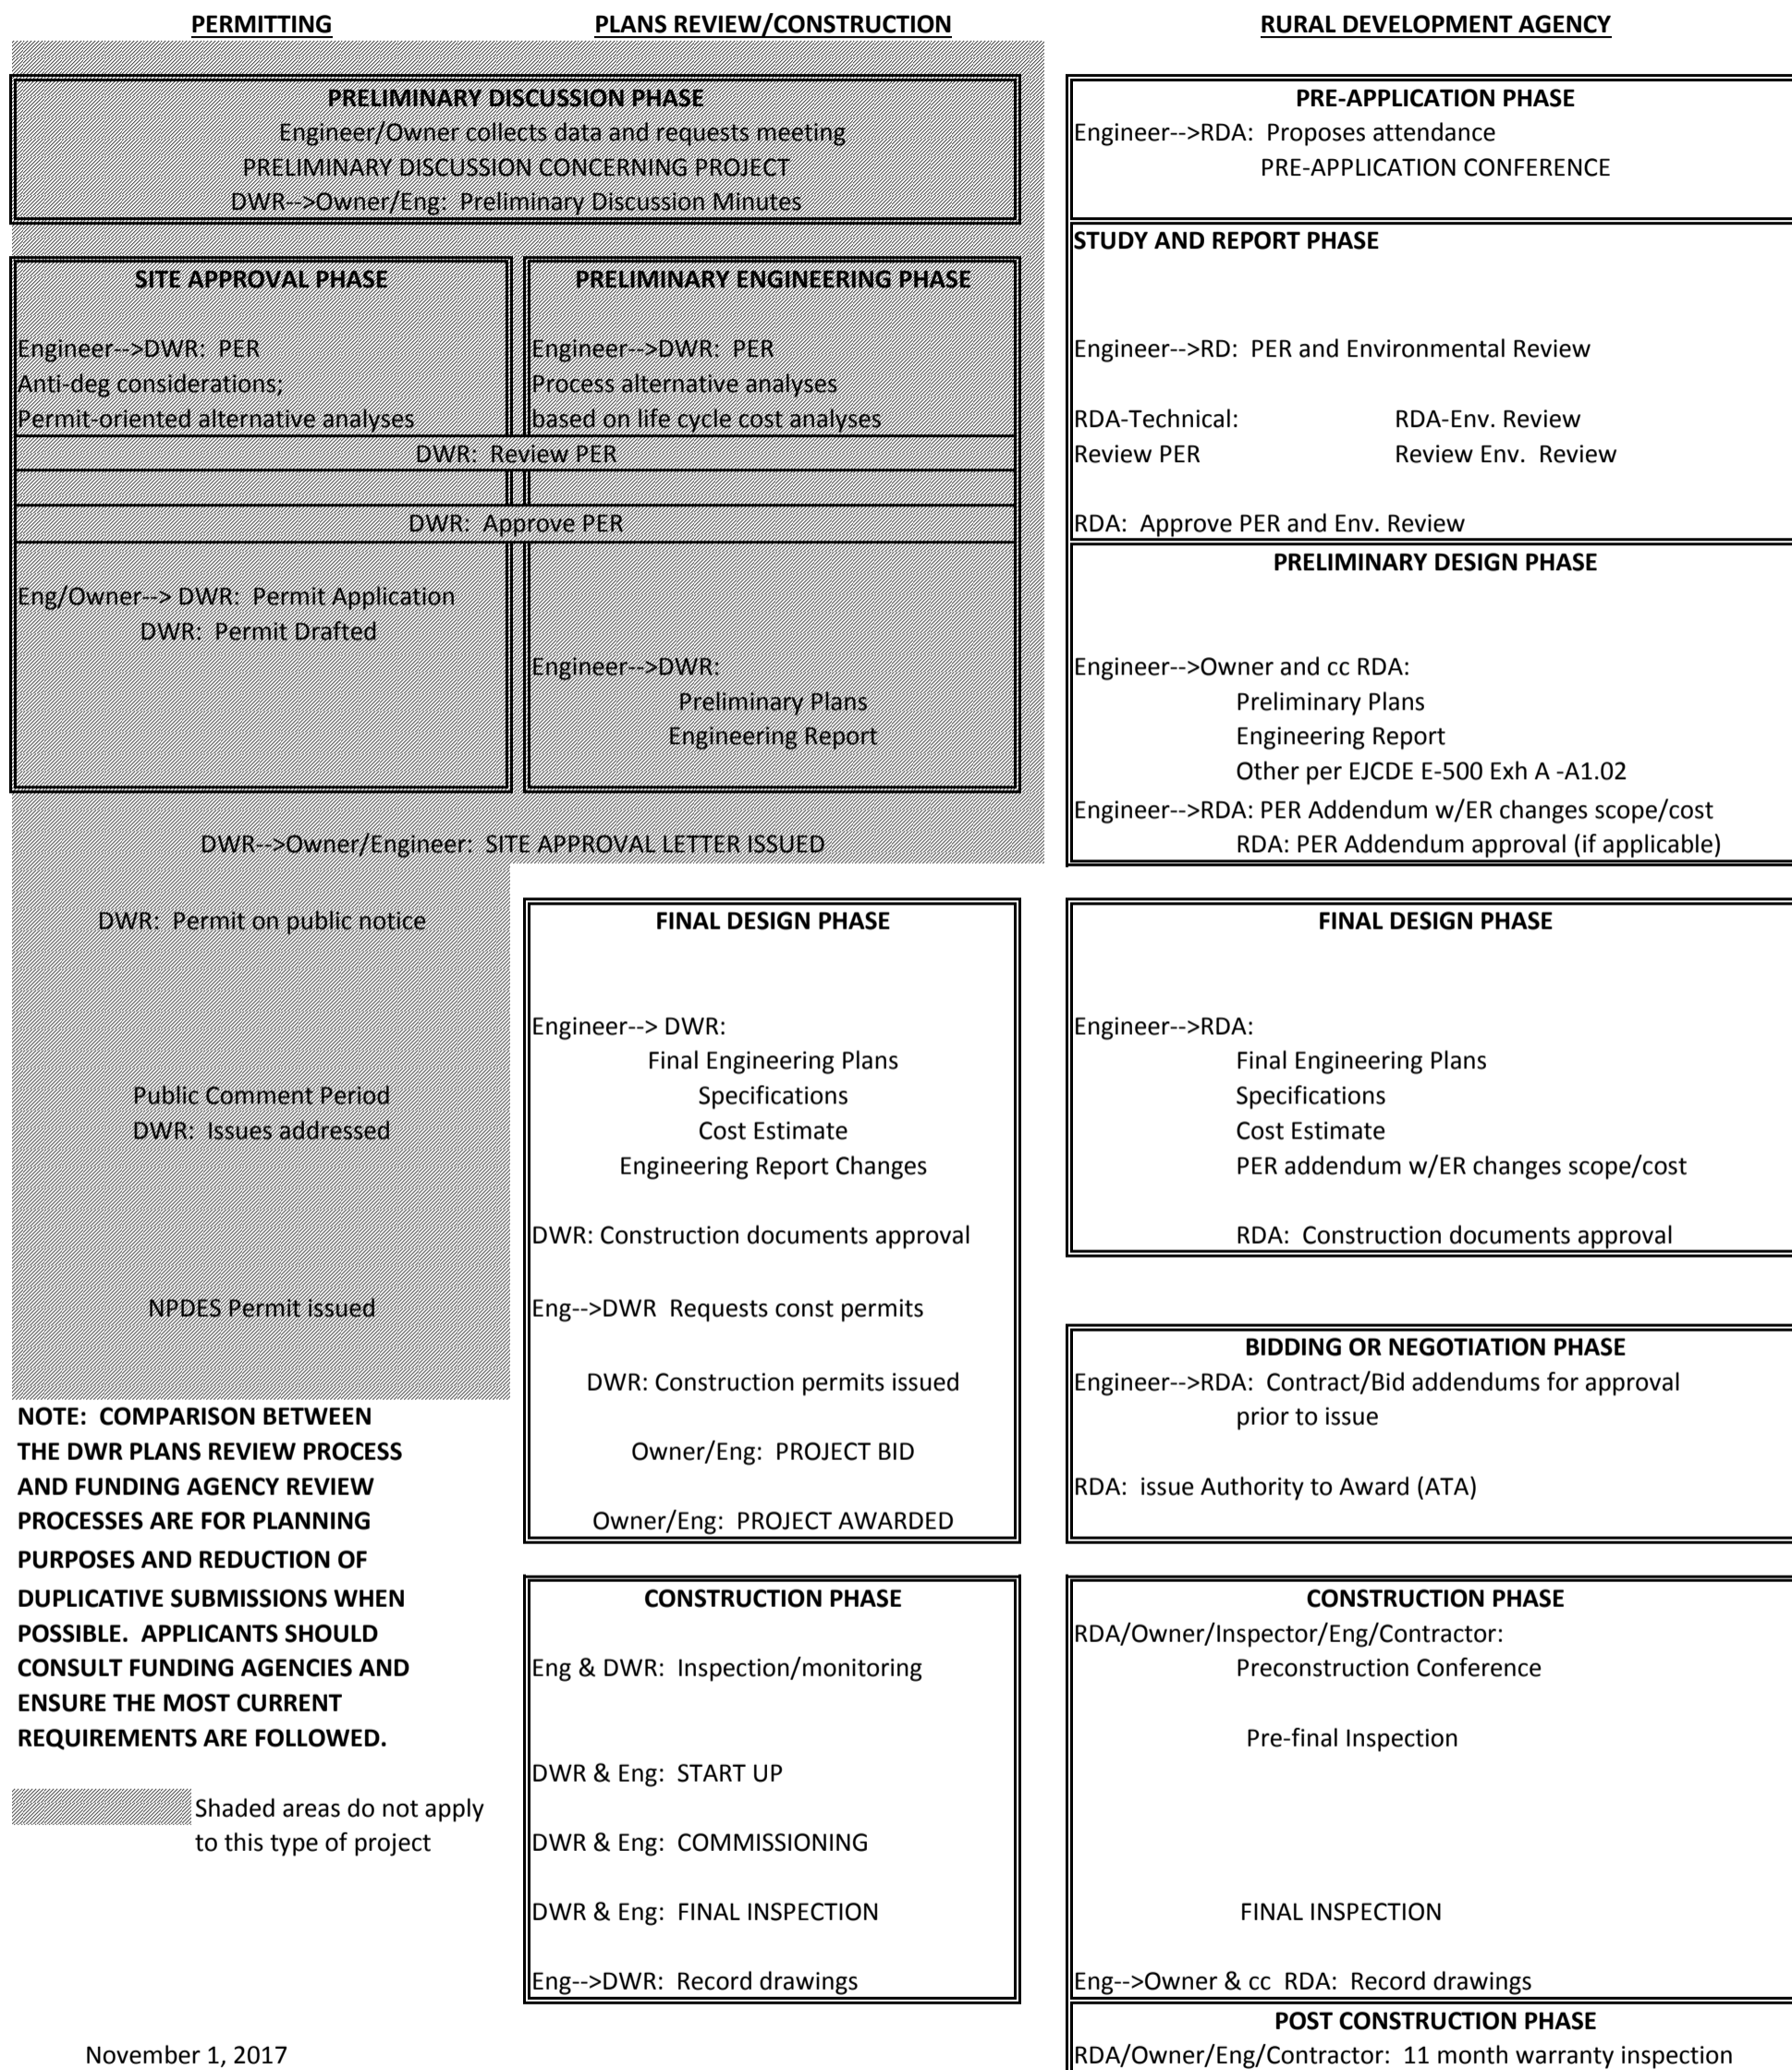 PERMITTING
PLANS REVIEW/CONSTRUCTION
RURAL DEVELOPMENT AGENCY
PRELIMINARY DISCUSSION PHASE
Engineer/Owner collects data and requests meeting
PRELIMINARY DISCUSSION CONCERNING PROJECT
DWR-->Owner/Eng: Preliminary Discussion Minutes
SITE APPROVAL PHASE
Engineer-->DWR: PER
Anti-deg considerations;
Permit-oriented alternative analyses
PRELIMINARY ENGINEERING PHASE
Engineer-->DWR: PER
Process alternative analyses
based on life cycle cost analyses
DWR: Review PER
DWR: Approve PER
Eng/Owner--> DWR: Permit Application
DWR: Permit Drafted
Engineer-->DWR:
Preliminary Plans
Engineering Report
DWR-->Owner/Engineer: SITE APPROVAL LETTER ISSUED
DWR: Permit on public notice
Public Comment Period
DWR: Issues addressed
NPDES Permit issued
NOTE: COMPARISON BETWEEN
THE DWR PLANS REVIEW PROCESS
AND FUNDING AGENCY REVIEW
PROCESSES ARE FOR PLANNING
PURPOSES AND REDUCTION OF
DUPLICATIVE SUBMISSIONS WHEN
POSSIBLE. APPLICANTS SHOULD
CONSULT FUNDING AGENCIES AND
ENSURE THE MOST CURRENT
REQUIREMENTS ARE FOLLOWED.
Shaded areas do not apply
to this type of project
November 1, 2017
FINAL DESIGN PHASE
Engineer--> DWR:
Final Engineering Plans
Specifications
Cost Estimate
Engineering Report Changes
DWR: Construction documents approval
Eng-->DWR Requests const permits
DWR: Construction permits issued
Owner/Eng: PROJECT BID
Owner/Eng: PROJECT AWARDED
CONSTRUCTION PHASE
Eng & DWR: Inspection/monitoring
DWR & Eng: START UP
DWR & Eng: COMMISSIONING
DWR & Eng: FINAL INSPECTION
Eng-->DWR: Record drawings
PRE-APPLICATION PHASE
Engineer-->RDA: Proposes attendance
PRE-APPLICATION CONFERENCE
STUDY AND REPORT PHASE
Engineer-->RD: PER and Environmental Review
RDA-Technical: RDA-Env. Review
Review PER Review Env. Review
RDA: Approve PER and Env. Review
PRELIMINARY DESIGN PHASE
Engineer-->Owner and cc RDA:
Preliminary Plans
Engineering Report
Other per EJCDE E-500 Exh A -A1.02
Engineer-->RDA: PER Addendum w/ER changes scope/cost
RDA: PER Addendum approval (if applicable)
FINAL DESIGN PHASE
Engineer-->RDA:
Final Engineering Plans
Specifications
Cost Estimate
PER addendum w/ER changes scope/cost
RDA: Construction documents approval
BIDDING OR NEGOTIATION PHASE
Engineer-->RDA: Contract/Bid addendums for approval
prior to issue
RDA: issue Authority to Award (ATA)
CONSTRUCTION PHASE
RDA/Owner/Inspector/Eng/Contractor:
Preconstruction Conference
Pre-final Inspection
FINAL INSPECTION
Eng-->Owner & cc RDA: Record drawings
POST CONSTRUCTION PHASE
RDA/Owner/Eng/Contractor: 11 month warranty inspection